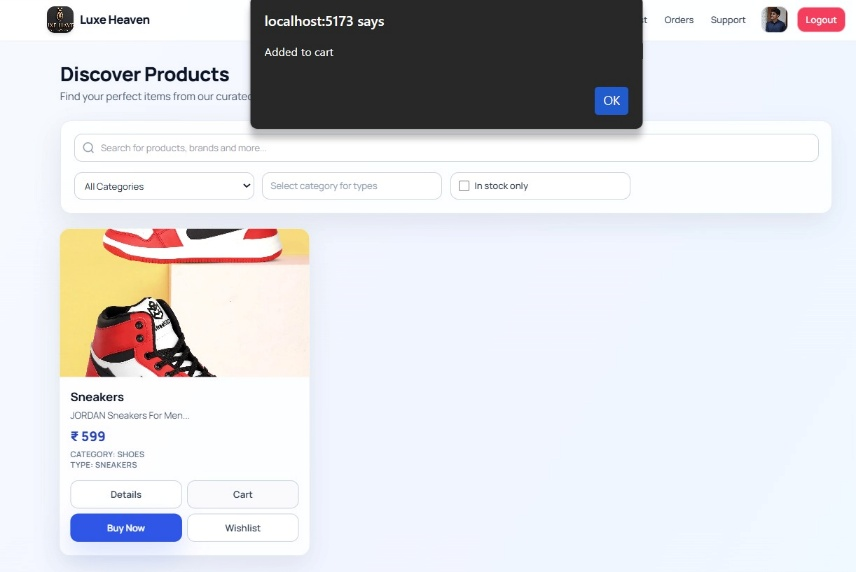 Luxe Heaven
localhost:5173 says
Added to cart
OK
Orders
Support
Logout
Discover Products
Find your perfect items from our curated
Search for products, brands and more...
All Categories
Select category for types
In stock only
Sneakers
JORDAN Sneakers For Men...
₹ 599
CATEGORY: SHOES
TYPE: SNEAKERS
Details
Cart
Buy Now
Wishlist